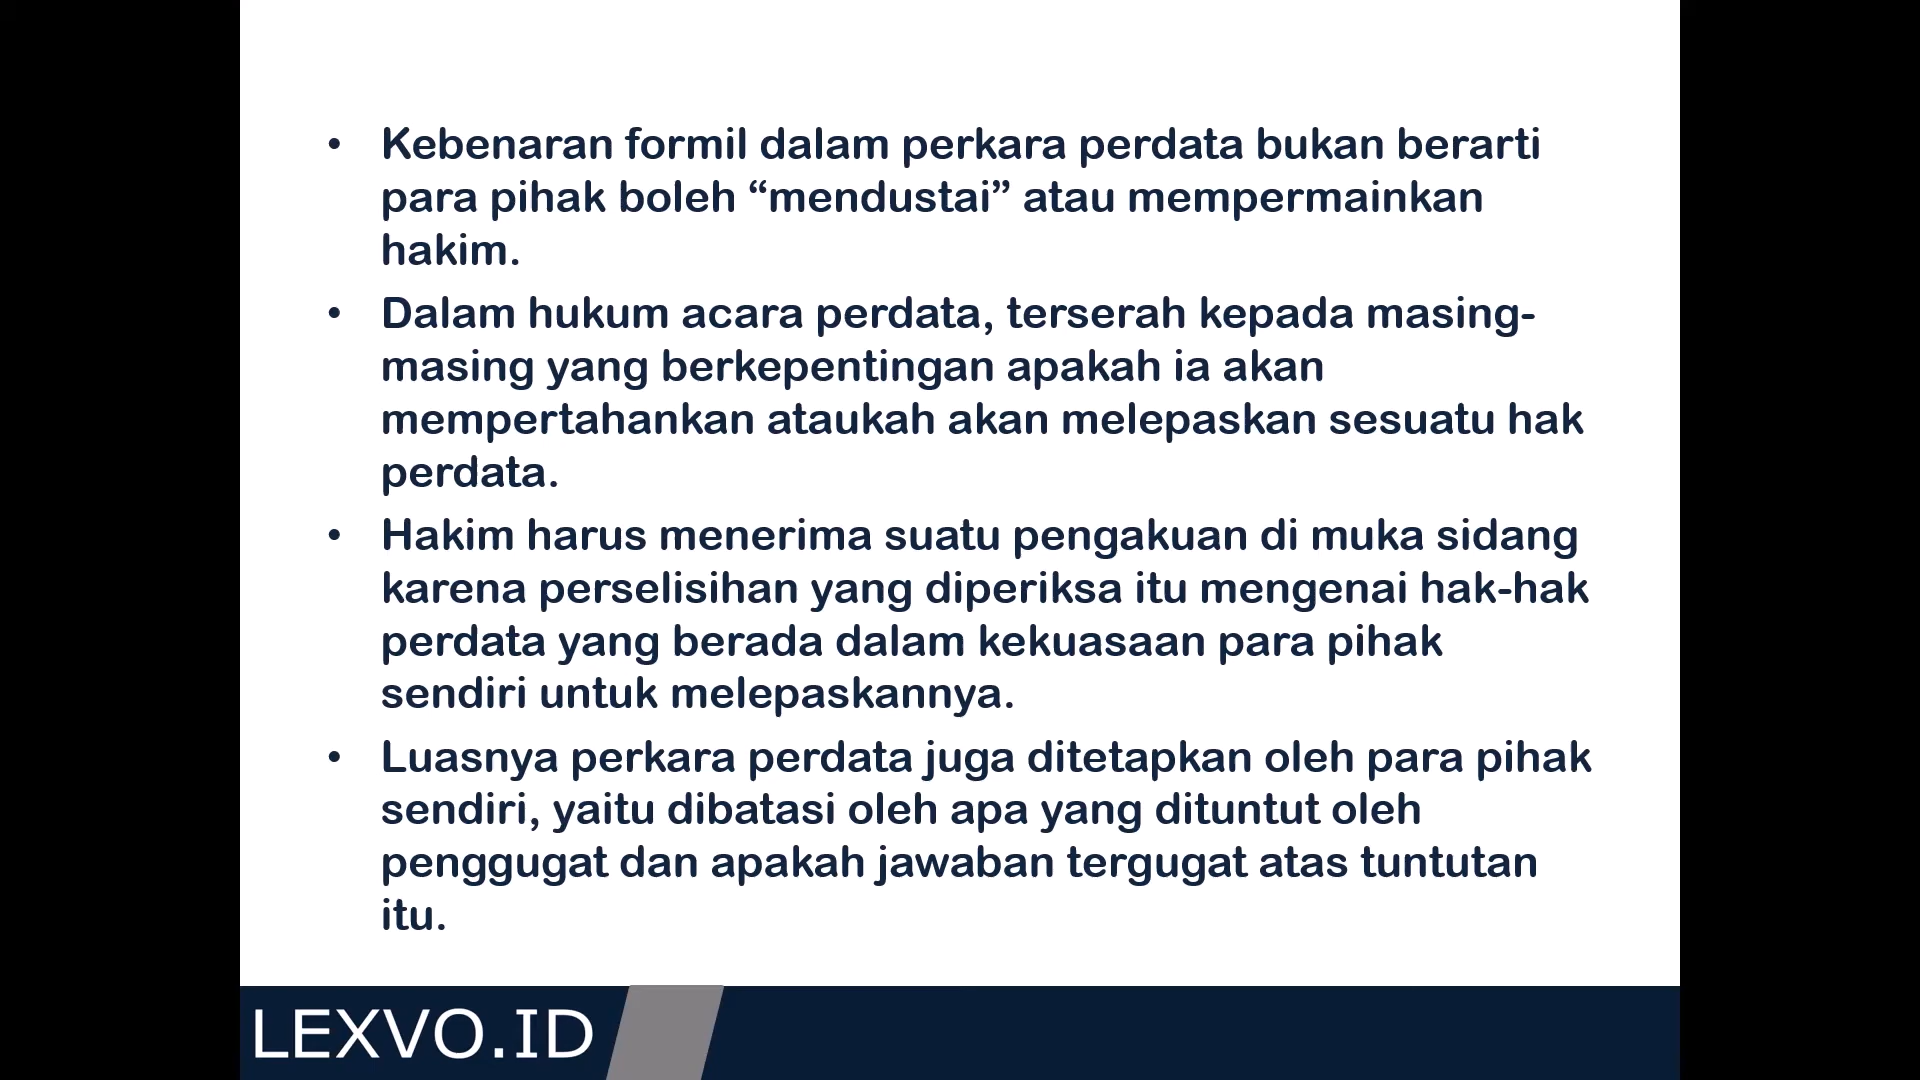 • Kebenaran formil dalam perkara perdata bukan berarti
para pihak boleh “mendustai” atau mempermainkan
hakim.
• Dalam hukum acara perdata, terserah kepada masing-
masing yang berkepentingan apakah ia akan
mempertahankan ataukah akan melepaskan sesuatu hak
perdata.
• Hakim harus menerima suatu pengakuan di muka sidang
karena perselisihan yang diperiksa itu mengenai hak-hak
perdata yang berada dalam kekuasaan para pihak
sendiri untuk melepaskannya.
• Luasnya perkara perdata juga ditetapkan oleh para pihak
sendiri, yaitu dibatasi oleh apa yang dituntut oleh
penggugat dan apakah jawaban tergugat atas tuntutan
itu.
LEXVO.ID